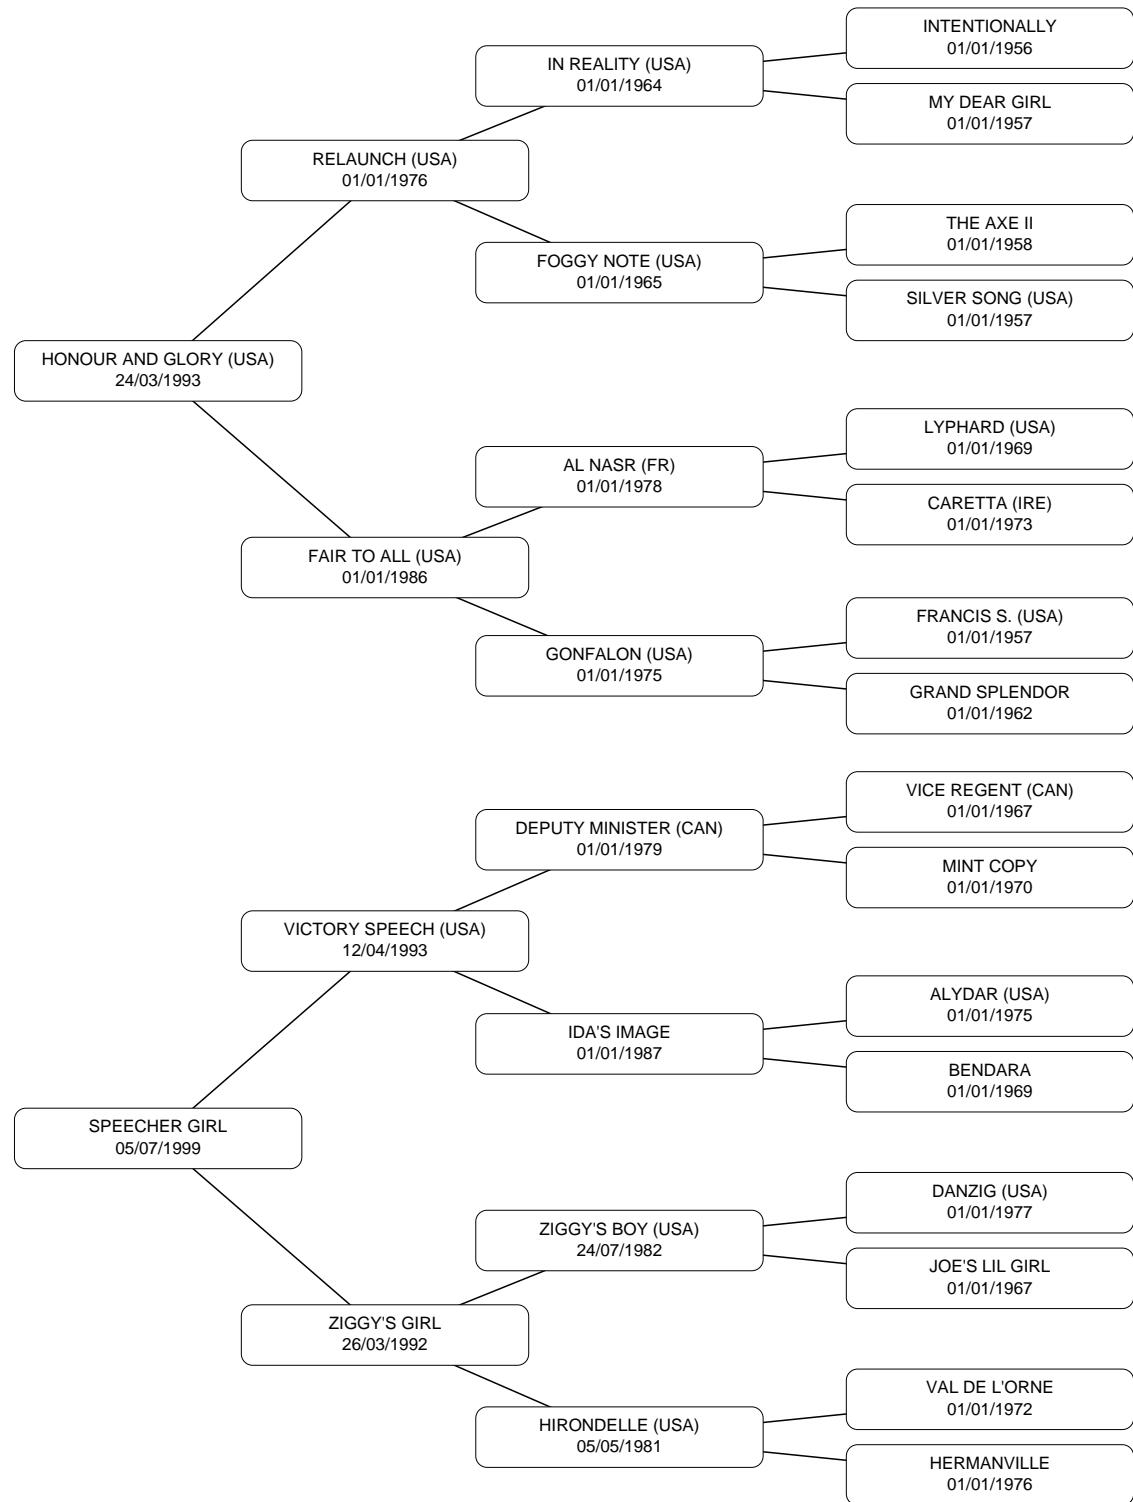 INTENTIONALLY
01/01/1956
IN REALITY (USA)
01/01/1964
MY DEAR GIRL
01/01/1957
RELAUNCH (USA)
01/01/1976
THE AXE II
01/01/1958
FOGGY NOTE (USA)
01/01/1965
SILVER SONG (USA)
01/01/1957
HONOUR AND GLORY (USA)
24/03/1993
LYPHARD (USA)
01/01/1969
AL NASR (FR)
01/01/1978
CARETTA (IRE)
01/01/1973
FAIR TO ALL (USA)
01/01/1986
FRANCIS S. (USA)
01/01/1957
GONFALON (USA)
01/01/1975
GRAND SPLENDOR
01/01/1962
VICE REGENT (CAN)
01/01/1967
DEPUTY MINISTER (CAN)
01/01/1979
MINT COPY
01/01/1970
VICTORY SPEECH (USA)
12/04/1993
ALYDAR (USA)
01/01/1975
IDA'S IMAGE
01/01/1987
BENDARA
01/01/1969
SPEECHER GIRL
05/07/1999
DANZIG (USA)
01/01/1977
ZIGGY'S BOY (USA)
24/07/1982
JOE'S LIL GIRL
01/01/1967
ZIGGY'S GIRL
26/03/1992
VAL DE L'ORNE
01/01/1972
HIRONDELLE (USA)
05/05/1981
HERMANVILLE
01/01/1976